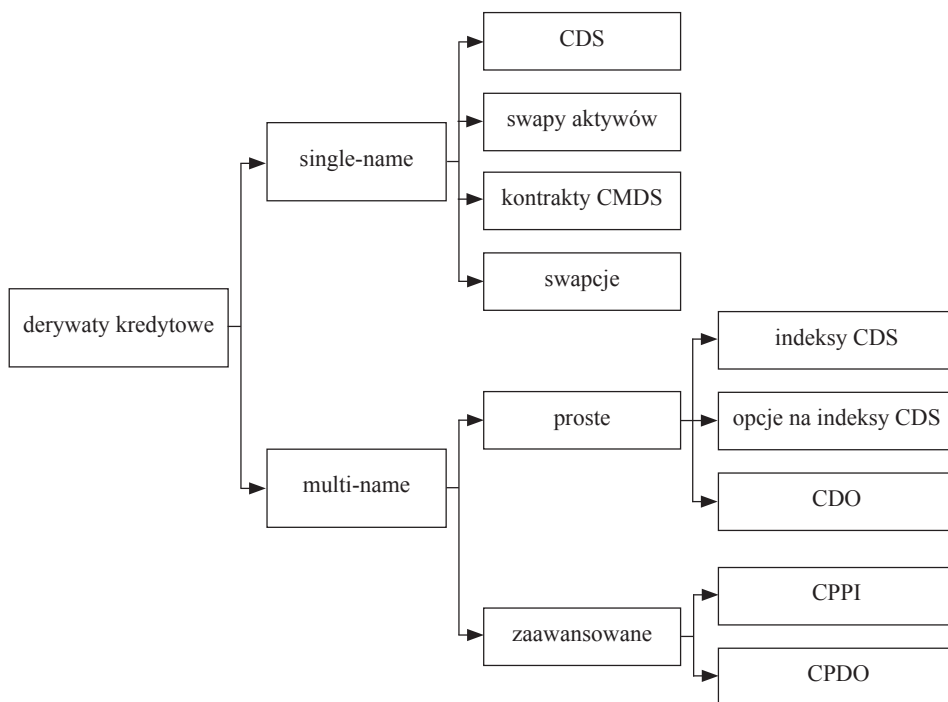 CDS
swapy aktywów
single-name
kontrakty CMDS
swapcje
derywaty kredytowe
indeksy CDS
proste
opcje na indeksy CDS
multi-name
CDO
CPPI
zaawansowane
CPDO